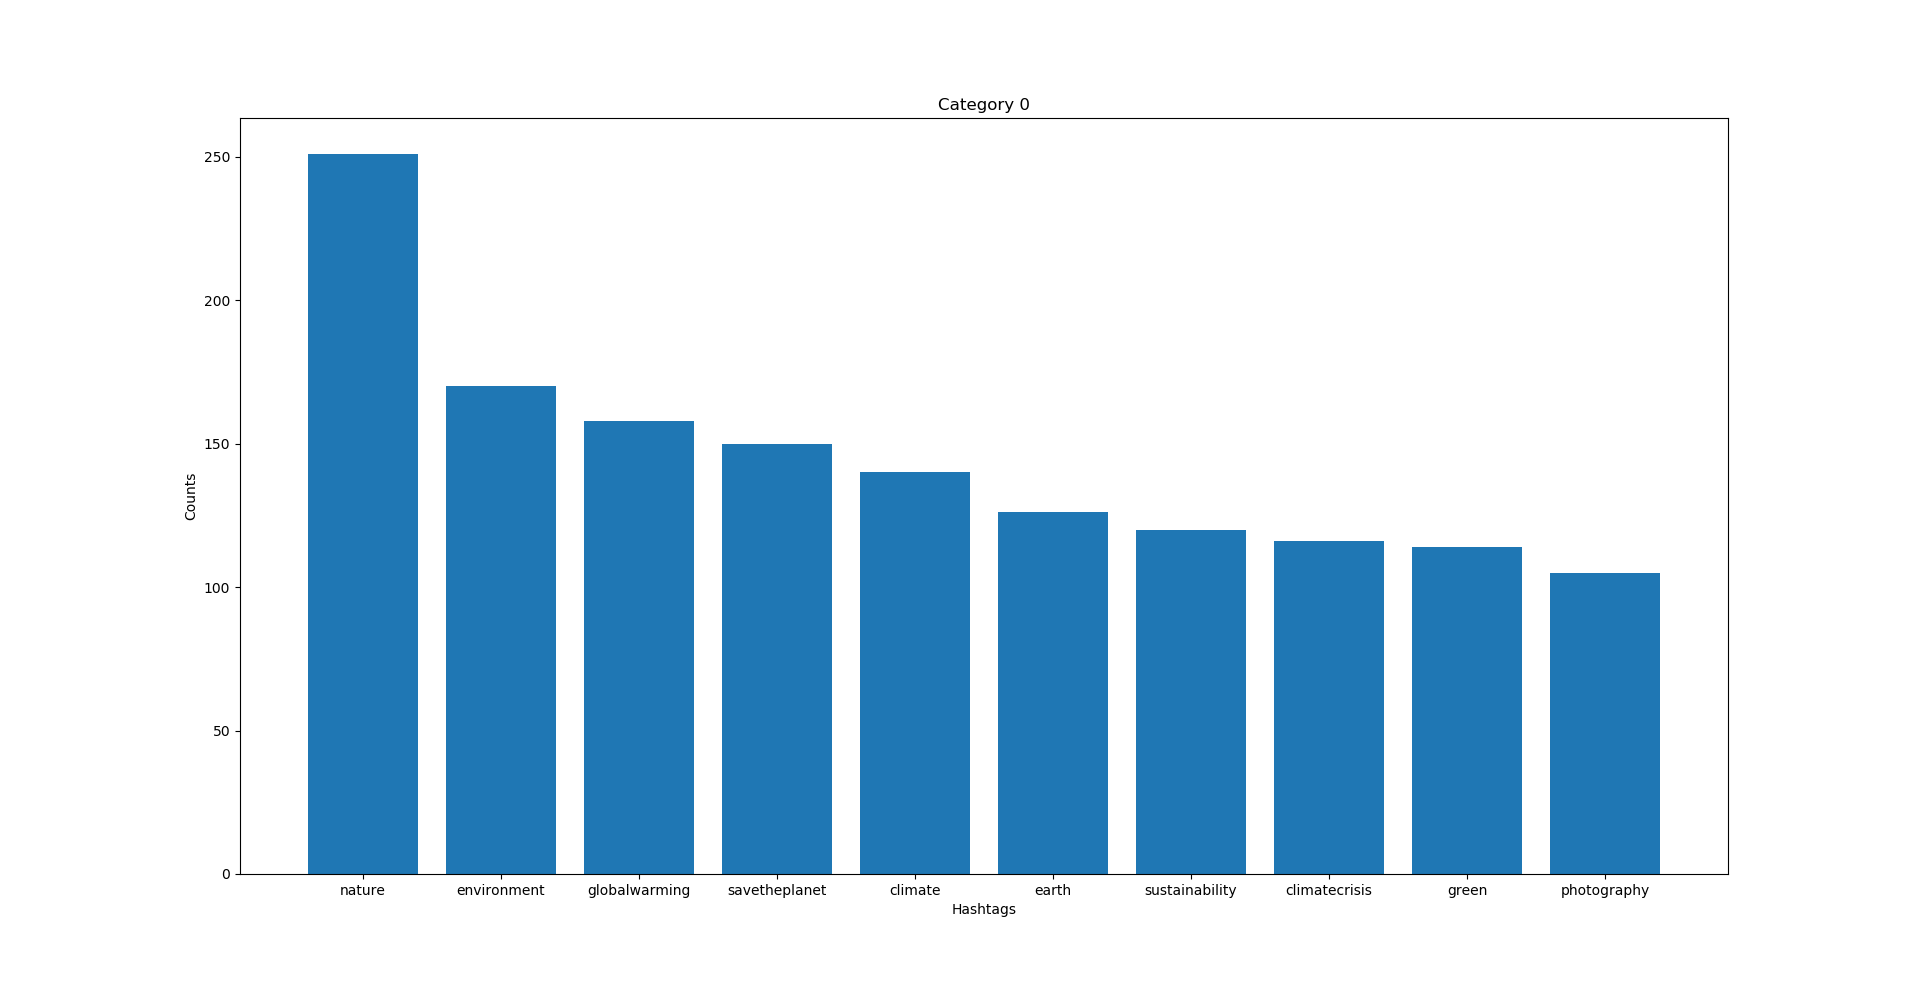 Category 0
250
200
150
100
50
0
Counts
nature environment globalwarming savetheplanet climate earth sustainability climatecrisis green photography
Hashtags